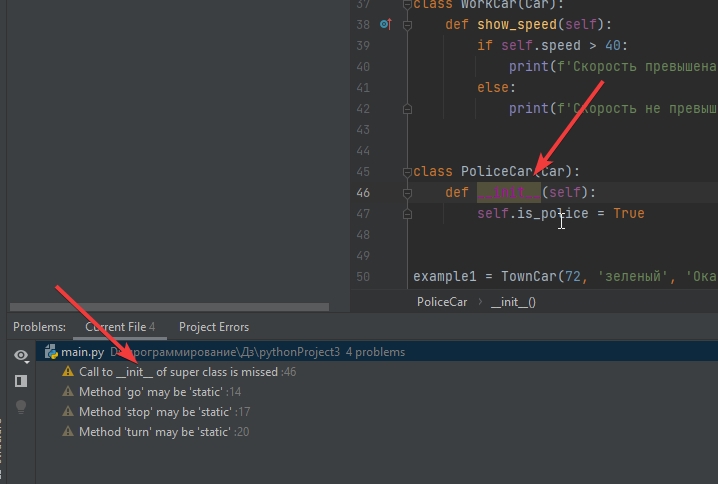 37 class WorkCar(Car):
38 def show_speed(self):
39 if self.speed > 40:
40 print(f'Скорость превышена
41 else:
42 print(f'Скорость не превыш
43
44
45 class PoliceCar(Car):
46 def __init__(self):
47 self.is_police = True
48
49
50 example1 = TownCar(72, 'зеленый', 'Ока
PoliceCar › __init__()
Problems: Current File 4 Project Errors
main.py программирование\Дз\pythonProject3 4 problems
Call to __init__ of super class is missed :46
Method 'go' may be 'static' :14
Method 'stop' may be 'static' :17
Method 'turn' may be 'static' :20